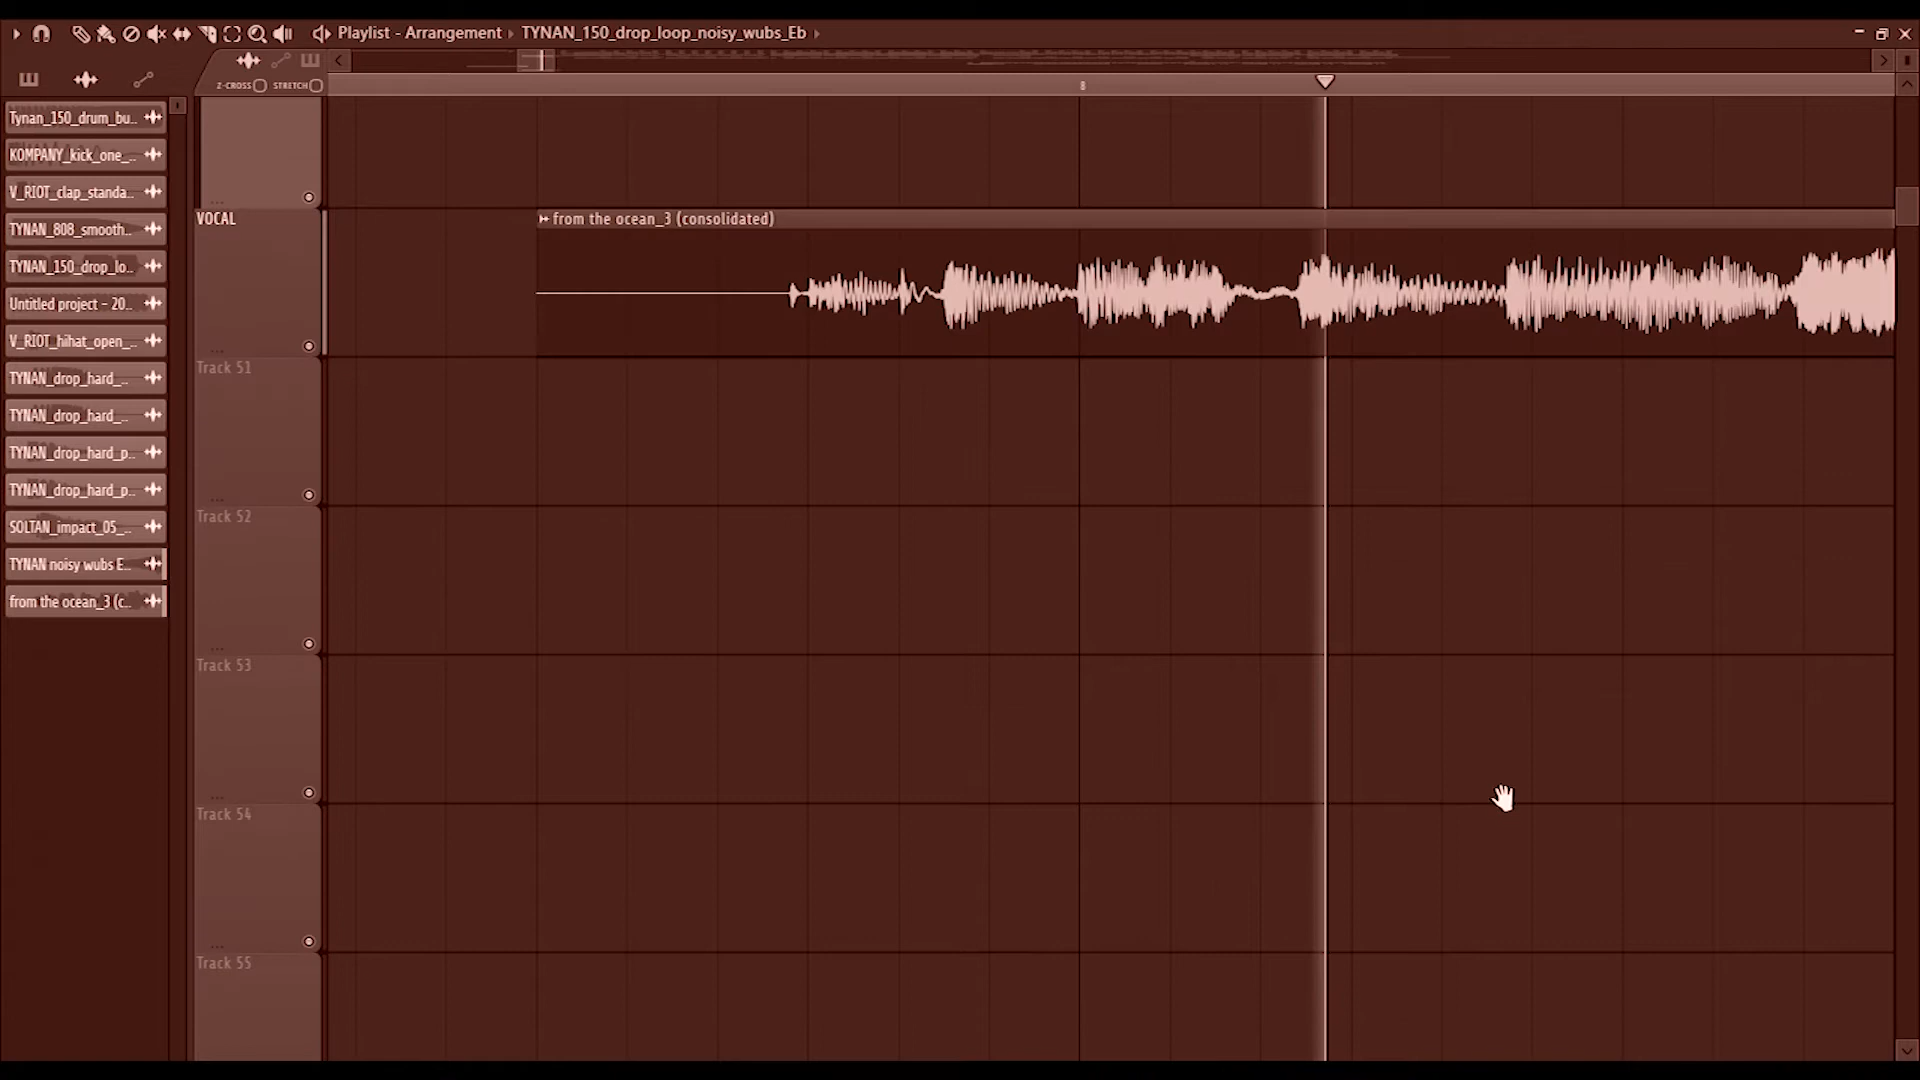 Playlist - Arrangement › TYNAN_150_drop_loop_noisy_wubs_Eb ›
Z-CROSS STRETCH
8
Tynan_150_drum_bu..
KOMPANY_kick_one_..
V_RIOT_clap_standa..
TYNAN_808_smooth..
TYNAN_150_drop_lo..
Untitled project - 20..
V_RIOT_hihat_open_..
TYNAN_drop_hard_..
TYNAN_drop_hard_..
TYNAN_drop_hard_p..
TYNAN_drop_hard_p..
SOLTAN_impact_05_..
TYNAN noisy wubs E..
from the ocean_3 (c..
VOCAL
from the ocean_3 (consolidated)
Track 51
Track 52
Track 53
Track 54
Track 55